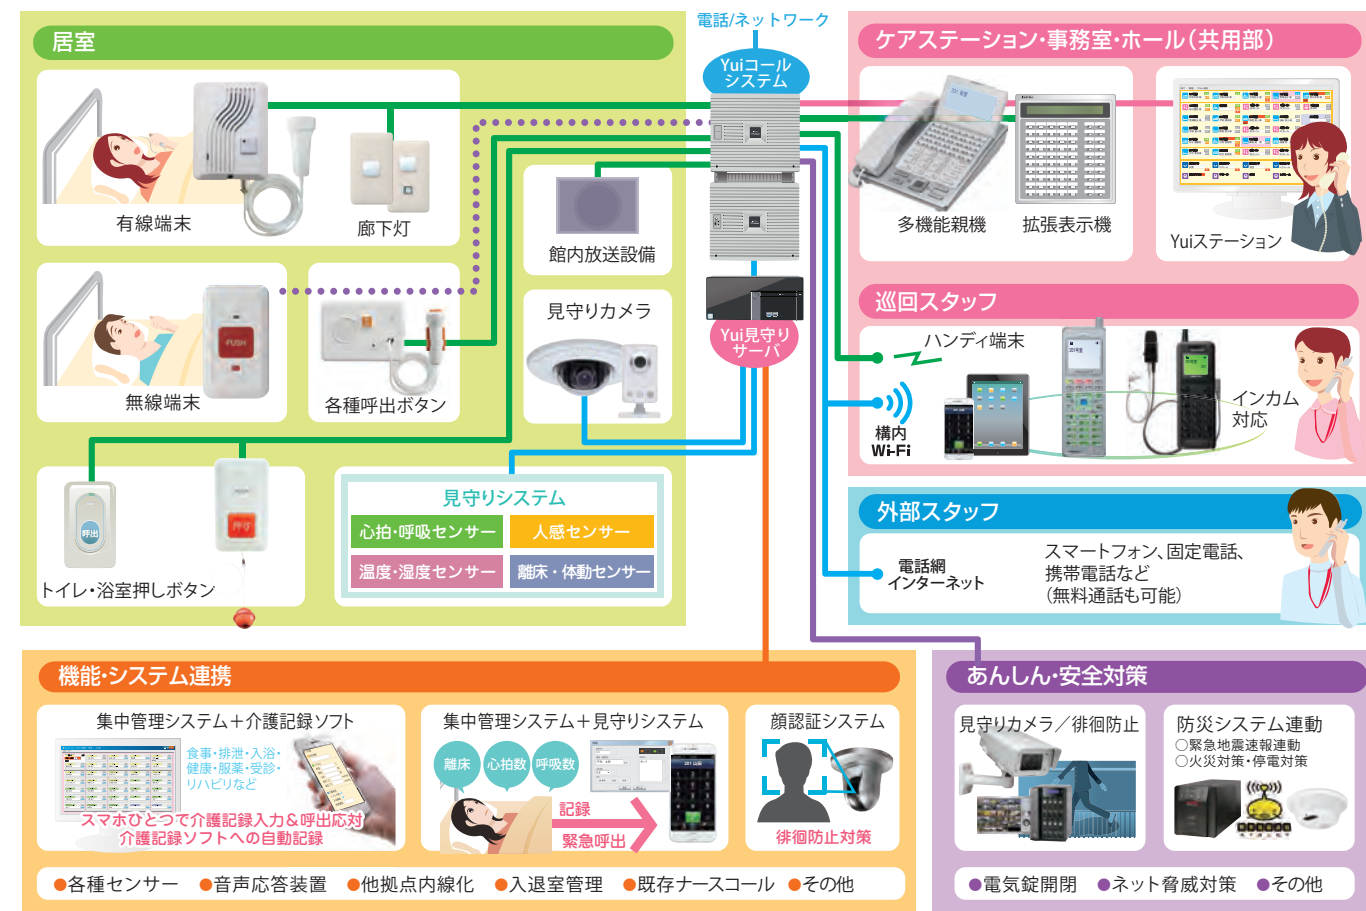 電話/ネットワーク
Yuiコール
システム
居室
有線端末
廊下灯
PUSH
無線端末
各種呼出ボタン
館内放送設備
見守りカメラ
Yui見守り
サーバ
呼出
呼出
トイレ・浴室押しボタン
見守りシステム
心拍・呼吸センサー
人感センサー
温度・湿度センサー
離床・体動センサー
ケアステーション・事務室・ホール(共用部)
多機能親機
拡張表示機
Yuiステーション
巡回スタッフ
ハンディ端末
構内
Wi-Fi
インカム
対応
外部スタッフ
電話網
インターネット
スマートフォン、固定電話、
携帯電話など
(無料通話も可能)
機能・システム連携
集中管理システム+介護記録ソフト
食事・排泄・入浴・
健康・服薬・受診・
リハビリなど
スマホひとつで介護記録入力&呼出応対
介護記録ソフトへの自動記録
集中管理システム+見守りシステム
離床
心拍数
呼吸数
201 山田
記録
緊急呼出
顔認証システム
徘徊防止対策
●各種センサー ●音声応答装置 ●他拠点内線化 ●入退室管理 ●既存ナースコール ●その他
あんしん・安全対策
見守りカメラ/徘徊防止
防災システム連動
○緊急地震速報連動
○火災対策・停電対策
●電気錠開閉 ●ネット脅威対策 ●その他